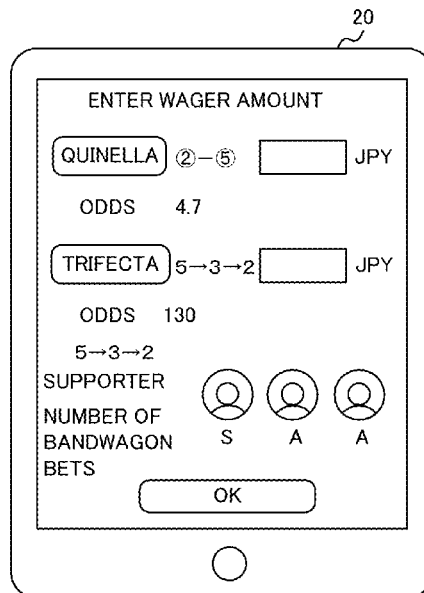 20
ENTER WAGER AMOUNT
QUINELLA ②−⑤ JPY
ODDS 4.7
TRIFECTA 5→3→2 JPY
ODDS 130
5→3→2
SUPPORTER
NUMBER OF
BANDWAGON
BETS
S A A
OK